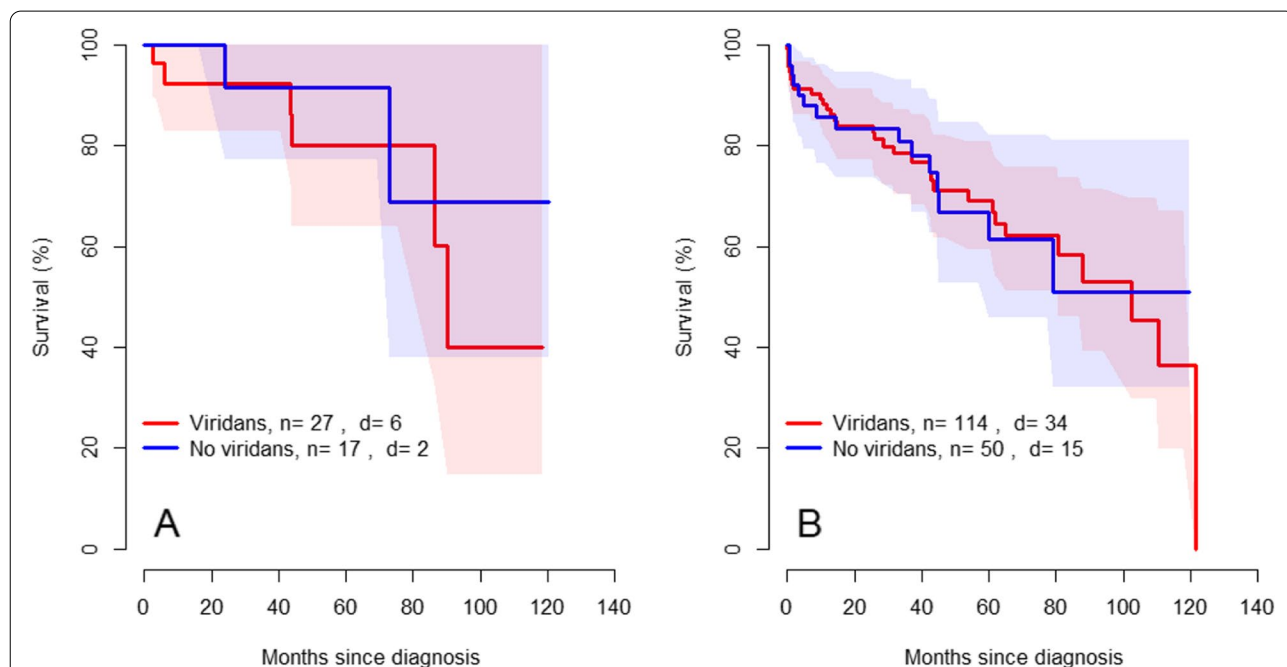 100
80
60
40
20
0
Survival (%)
Viridans, n= 27 , d= 6
No viridans, n= 17 , d= 2
A
0 20 40 60 80 100 120 140
Months since diagnosis
100
80
60
40
20
0
Survival (%)
Viridans, n= 114 , d= 34
No viridans, n= 50 , d= 15
B
0 20 40 60 80 100 120 140
Months since diagnosis